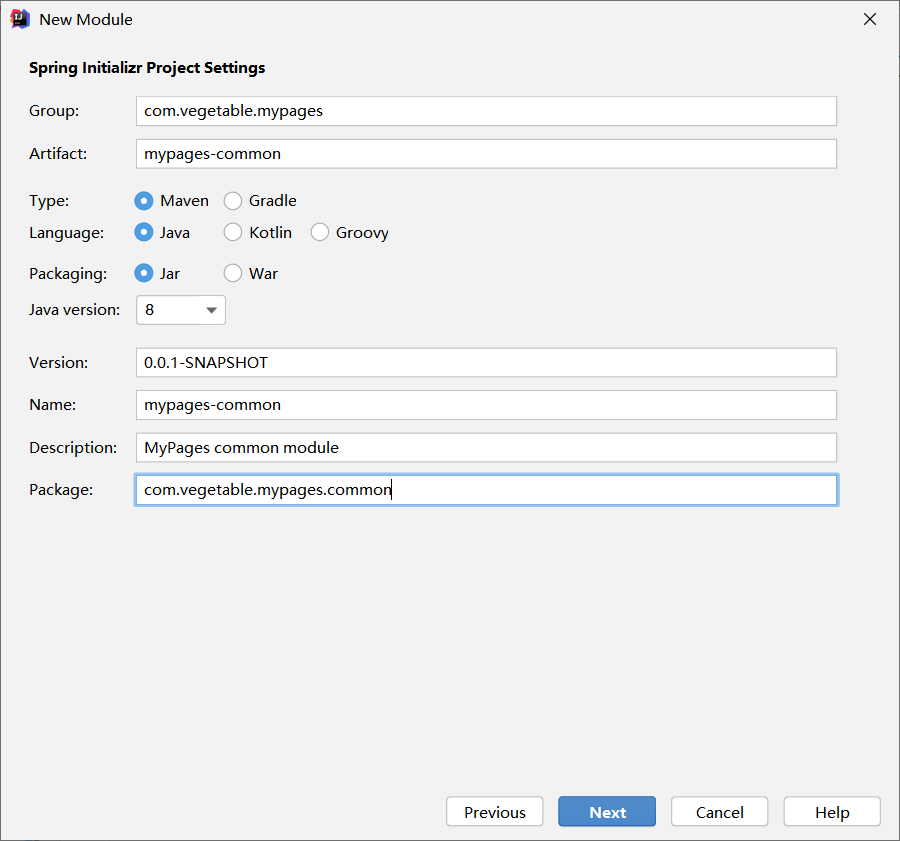 New Module
Spring Initializr Project Settings
Group: com.vegetable.mypages
Artifact: mypages-common
Type: Maven Gradle
Language: Java Kotlin Groovy
Packaging: Jar War
Java version: 8
Version: 0.0.1-SNAPSHOT
Name: mypages-common
Description: MyPages common module
Package: com.vegetable.mypages.common
Previous Next Cancel Help